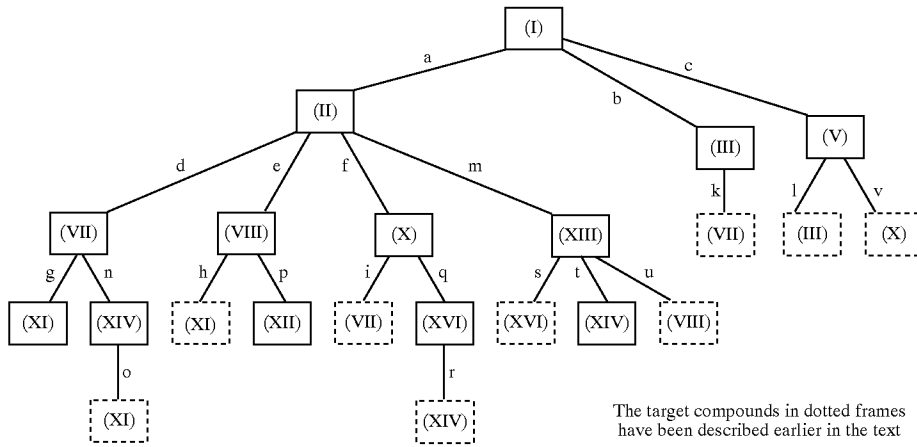 (I)
a
c
b
(II)
(III)
(V)
d
e
f
m
k
l
v
(VII)
(VIII)
(X)
(XIII)
(VII)
(III)
(X)
g
n
h
p
i
q
s
t
u
(XI)
(XIV)
(XI)
(XII)
(VII)
(XVI)
(XVI)
(XIV)
(VIII)
o
r
(XI)
(XIV)
The target compounds in dotted frames
have been described earlier in the text